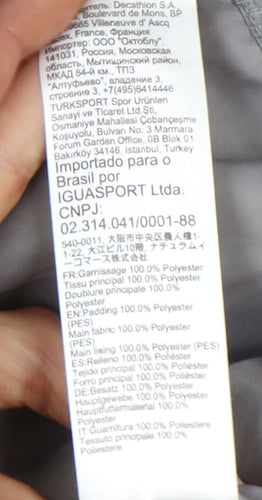 Decathlon S.A.
Boulevard de Mons, BP
59665 Villeneuve d' Ascq
Cedex, France, Франция
Импортер: ООО "Октоблу",
141031, Россия, Московская
область, Мытищинский район,
МКАД 84-й км., ТПЗ
"Алтуфьево", владение 3,
строение 3, +7(495)6414446
TURKSPORT Spor Ürünleri
Sanayi ve Ticaret Ltd.Şti,
Osmaniye Mahallesi Çobançeşme
Koşuyolu, Bulvarı No: 3 Marmara
Forum Garden Office, 0B Blok 01
Bakırköy 34146, Istanbul, Turkey
Importado para o
Brasil por
IGUASPORT Ltda.
CNPJ:
02.314.041/0001-88
540-0011, 大阪市中央区農人橋1-
1-22, 大江ビル10階, ナチュラムイ
ーコマース株式会社
FR:Garnissage 100.0% Polyester
Tissu principal 100.0% Polyester
Doublure principale 100.0%
Polyester
EN:Padding 100.0% Polyester
(PES)
Main fabric 100.0% Polyester
(PES)
Main lining 100.0% Polyester (PES)
ES:Relleno 100.0% Poliéster
Tejido principal 100.0% Poliéster
Forro principal 100.0% Poliéster
DE:Besatz 100.0% Polyester
Hauptgewebe 100.0% Polyester
Hauptfuttermaterial 100.0%
Polyester
IT:Guarnitura 100.0% Poliestere
Tessuto principale 100.0%
Poliestere